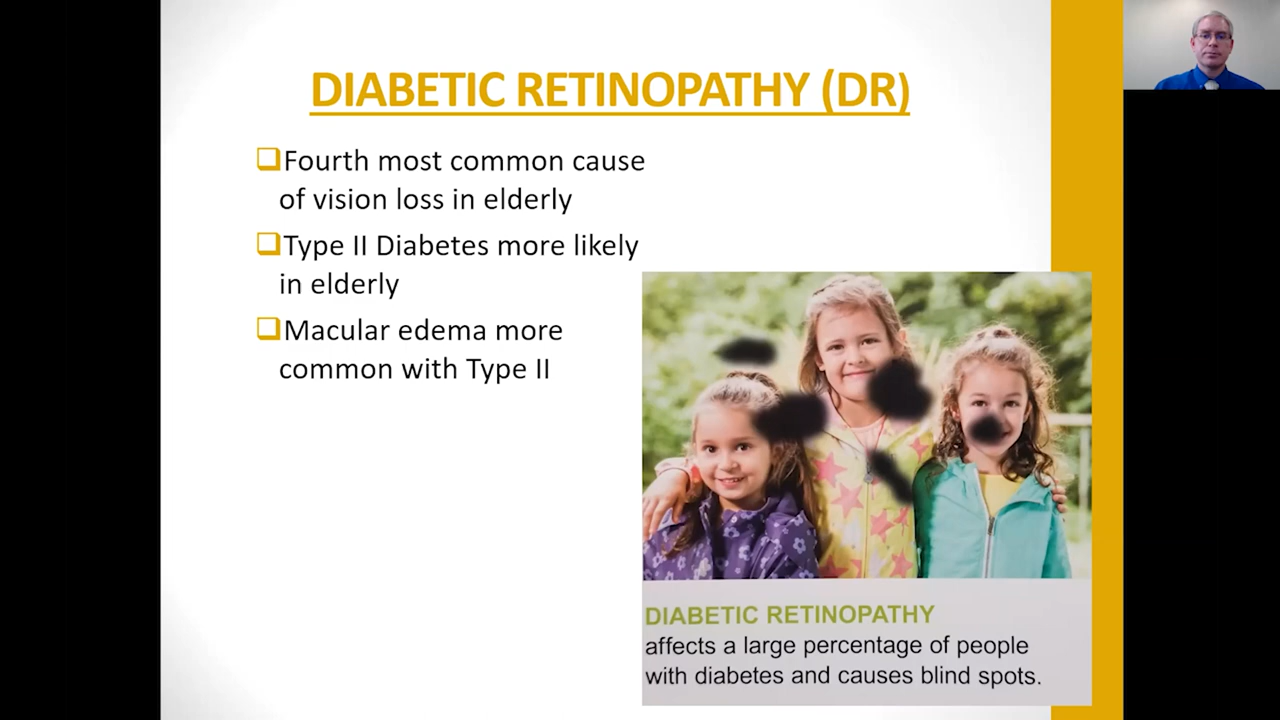 DIABETIC RETINOPATHY (DR)
❑Fourth most common cause
of vision loss in elderly
❑Type II Diabetes more likely
in elderly
❑Macular edema more
common with Type II
DIABETIC RETINOPATHY
affects a large percentage of people
with diabetes and causes blind spots.